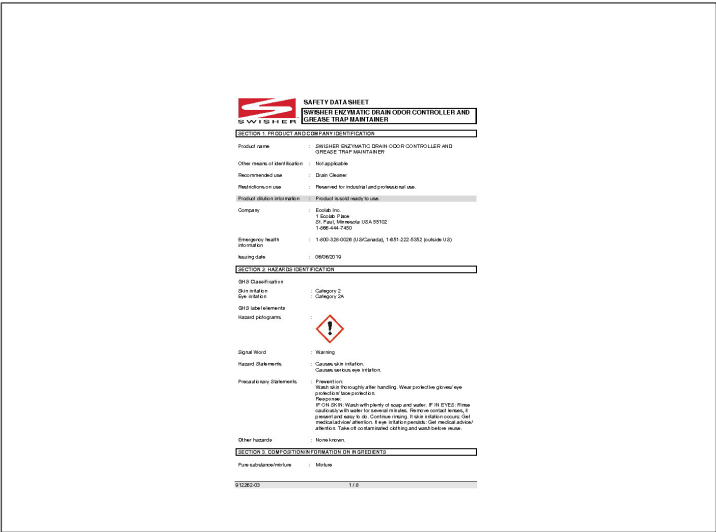 SWISHER
SAFETY DATA SHEET
SWISHER ENZYMATIC DRAIN ODOR CONTROLLER AND
GREASE TRAP MAINTAINER
SECTION 1. PRODUCT AND COMPANY IDENTIFICATION
Product name : SWISHER ENZYMATIC DRAIN ODOR CONTROLLER AND
GREASE TRAP MAINTAINER
Other means of identification : Not applicable
Recommended use : Drain Cleaner
Restrictions on use : Reserved for industrial and professional use.
Product dilution information : Product is sold ready to use.
Company : Ecolab Inc.
1 Ecolab Place
St. Paul, Minnesota USA 55102
1-866-444-7450
Emergency health : 1-800-328-0026 (US/Canada), 1-651-222-5352 (outside US)
information
Issuing date : 06/06/2019
SECTION 2. HAZARDS IDENTIFICATION
GHS Classification
Skin irritation : Category 2
Eye irritation : Category 2A
GHS label elements
Hazard pictograms :
Signal Word : Warning
Hazard Statements : Causes skin irritation.
Causes serious eye irritation.
Precautionary Statements : Prevention:
Wash skin thoroughly after handling. Wear protective gloves/ eye
protection/ face protection.
Response:
IF ON SKIN: Wash with plenty of soap and water. IF IN EYES: Rinse
cautiously with water for several minutes. Remove contact lenses, if
present and easy to do. Continue rinsing. If skin irritation occurs: Get
medical advice/ attention. If eye irritation persists: Get medical advice/
attention. Take off contaminated clothing and wash before reuse.
Other hazards : None known.
SECTION 3. COMPOSITION/INFORMATION ON INGREDIENTS
Pure substance/mixture : Mixture
912262-03 1 / 8